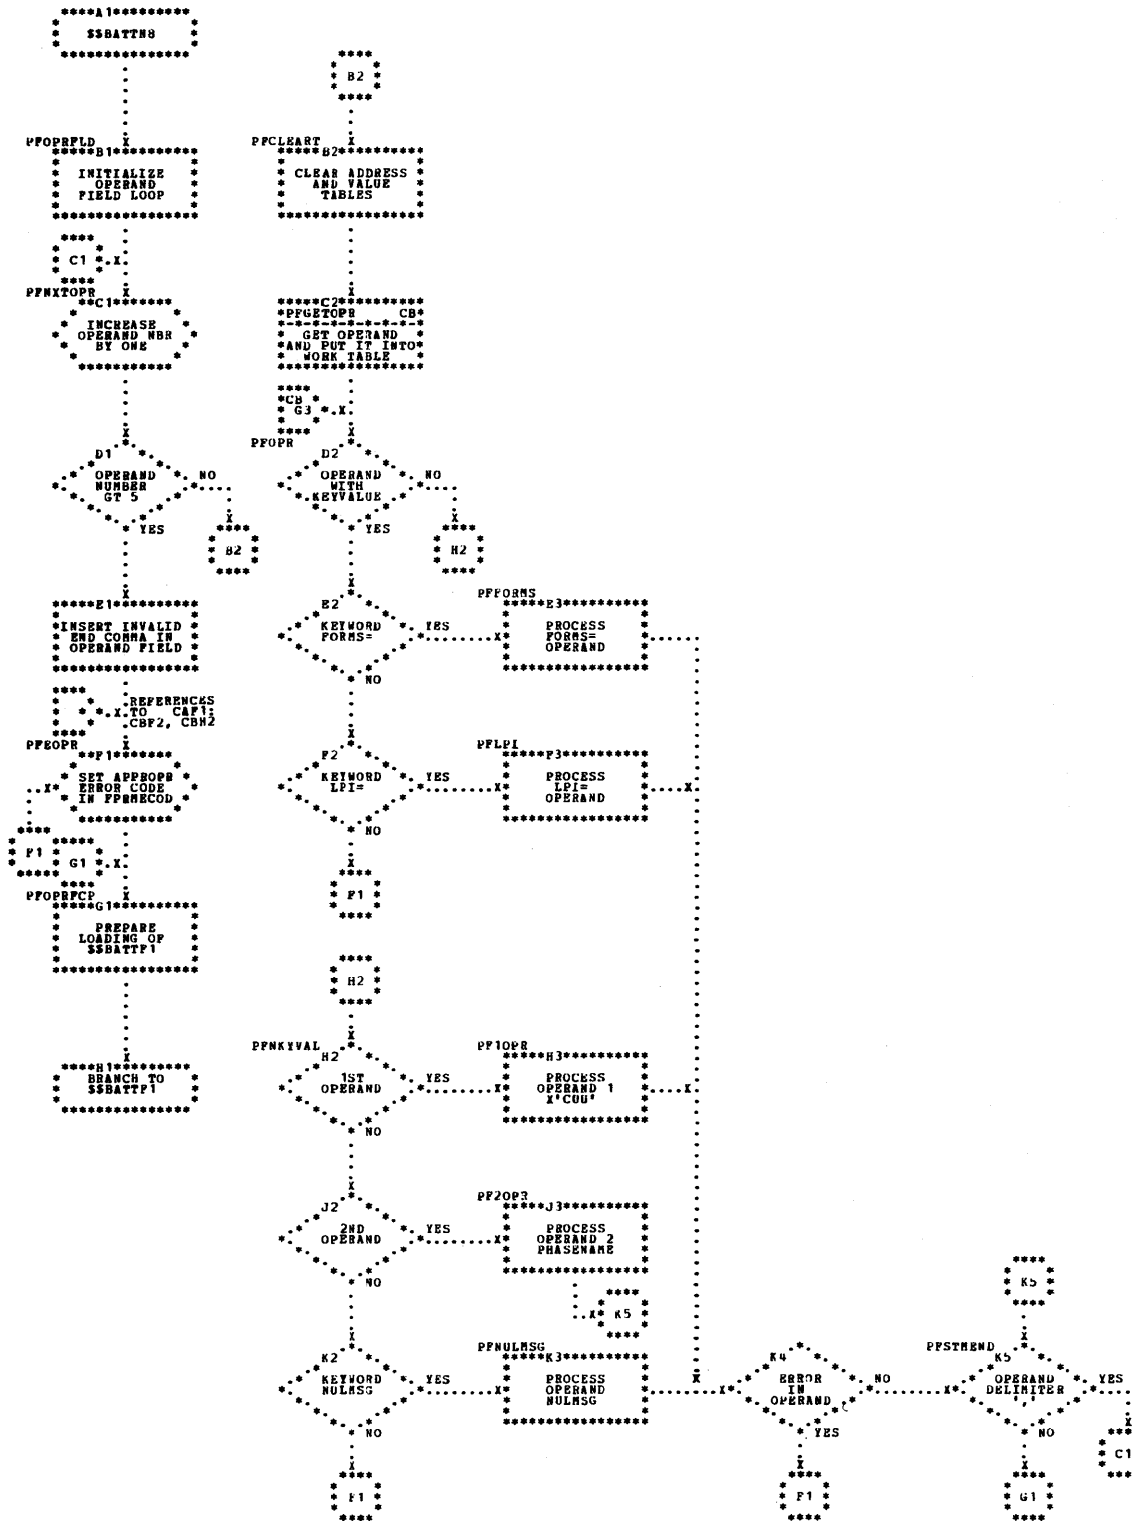 A1
$$BATTN8
B2
PFOPRFLD
B1
INITIALIZE
OPERAND
FIELD LOOP
PFCLEART
B2
CLEAR ADDRESS
AND VALUE
TABLES
C1
PFNXTOPR
C1
INCREASE
OPERAND NBR
BY ONE
C2
PFGETOPR CB
GET OPERAND
AND PUT IT INTO
WORK TABLE
CB
G3
PFOPR
D1
OPERAND
NUMBER
GT 5
NO
YES
B2
D2
OPERAND
WITH
KEYVALUE
NO
YES
H2
E1
INSERT INVALID
END COMMA IN
OPERAND FIELD
E2
KEYWORD
FORMS=
YES
NO
PFFORMS
E3
PROCESS
FORMS=
OPERAND
REFERENCES
TO CAF1:
CBF2, CBH2
PFEOPR
F1
SET APPROPR
ERROR CODE
IN FPRMECOD
F2
KEYWORD
LPI=
YES
NO
PFLPI
F3
PROCESS
LPI=
OPERAND
F1
G1
F1
PFOPRFCP
G1
PREPARE
LOADING OF
$$BATTF1
H2
H1
BRANCH TO
$$BATTF1
PFNKYVAL
H2
1ST
OPERAND
YES
NO
PF1OPR
H3
PROCESS
OPERAND 1
X'CUU'
J2
2ND
OPERAND
YES
NO
PF2OPR
J3
PROCESS
OPERAND 2
PHASENAME
K5
K5
K2
KEYWORD
NULMSG
YES
NO
PFNULMSG
K3
PROCESS
OPERAND
NULMSG
K4
ERROR
IN
OPERAND
NO
YES
PFSTMEND
K5
OPERAND
DELIMITER
','
YES
NO
C1
F1
F1
G1